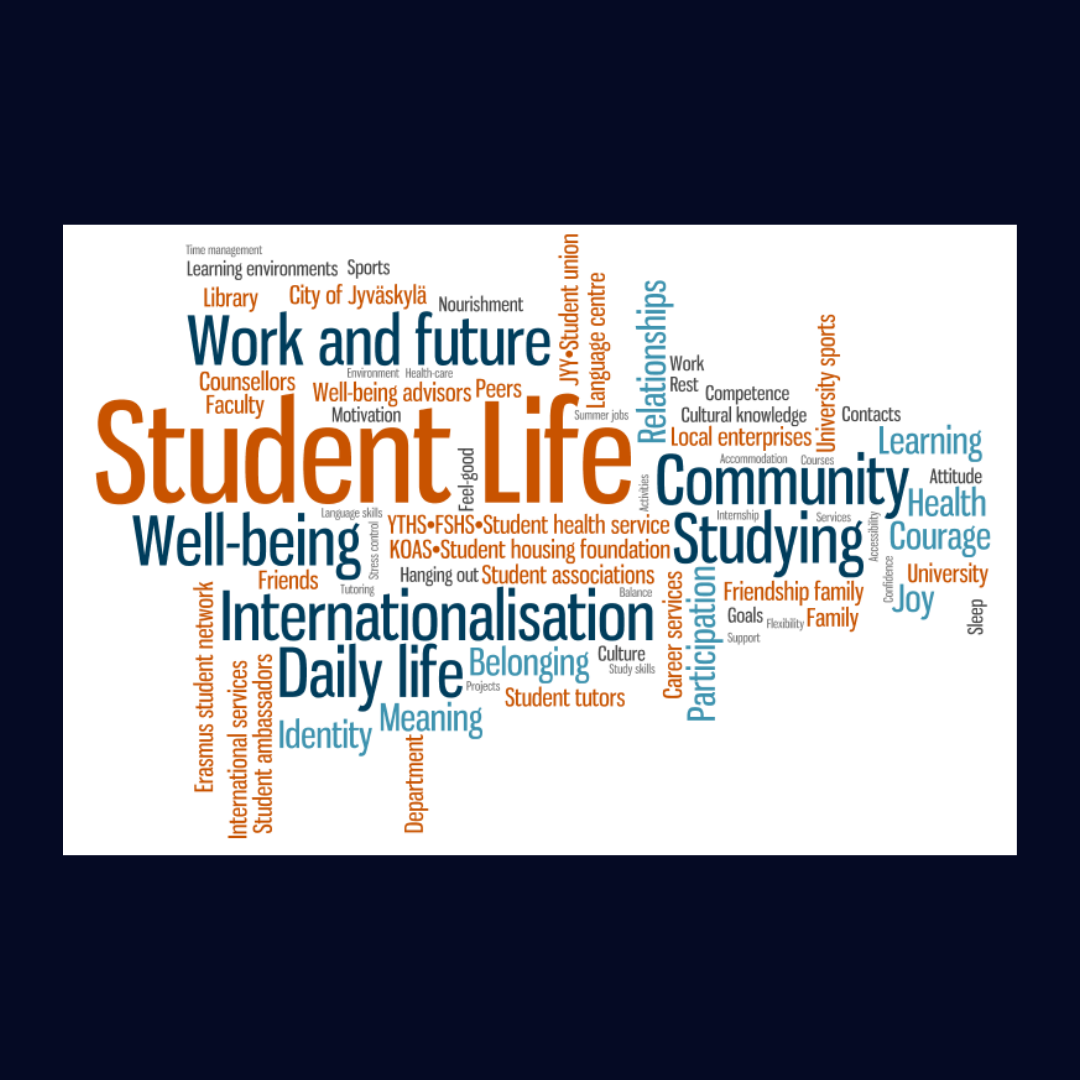 Time management
Learning environments
Sports
Library
City of Jyväskylä
Nourishment
Work and future
JYY•Student union
Language centre
Relationships
University sports
Environment
Health-care
Counsellors
Well-being advisors
Peers
Faculty
Motivation
Summer jobs
Work
Rest
Competence
Cultural knowledge
Contacts
Local enterprises
Learning
Student Life
Feel-good
Activities
Accommodation
Courses
Community
Attitude
Health
Language skills
Well-being
Stress control
YTHS•FSHS•Student health service
KOAS•Student housing foundation
Internship
Services
Studying
Accessibility
Courage
Friends
Tutoring
Hanging out
Student associations
Balance
University
Confidence
Joy
Sleep
Friendship family
Goals
Flexibility
Family
Support
Internationalisation
Career services
Participation
Erasmus student network
International services
Student ambassadors
Daily life
Belonging
Culture
Study skills
Projects
Student tutors
Meaning
Identity
Department